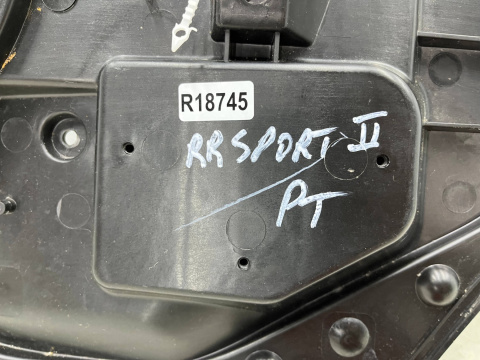 R18745
RR SPORT II
PT